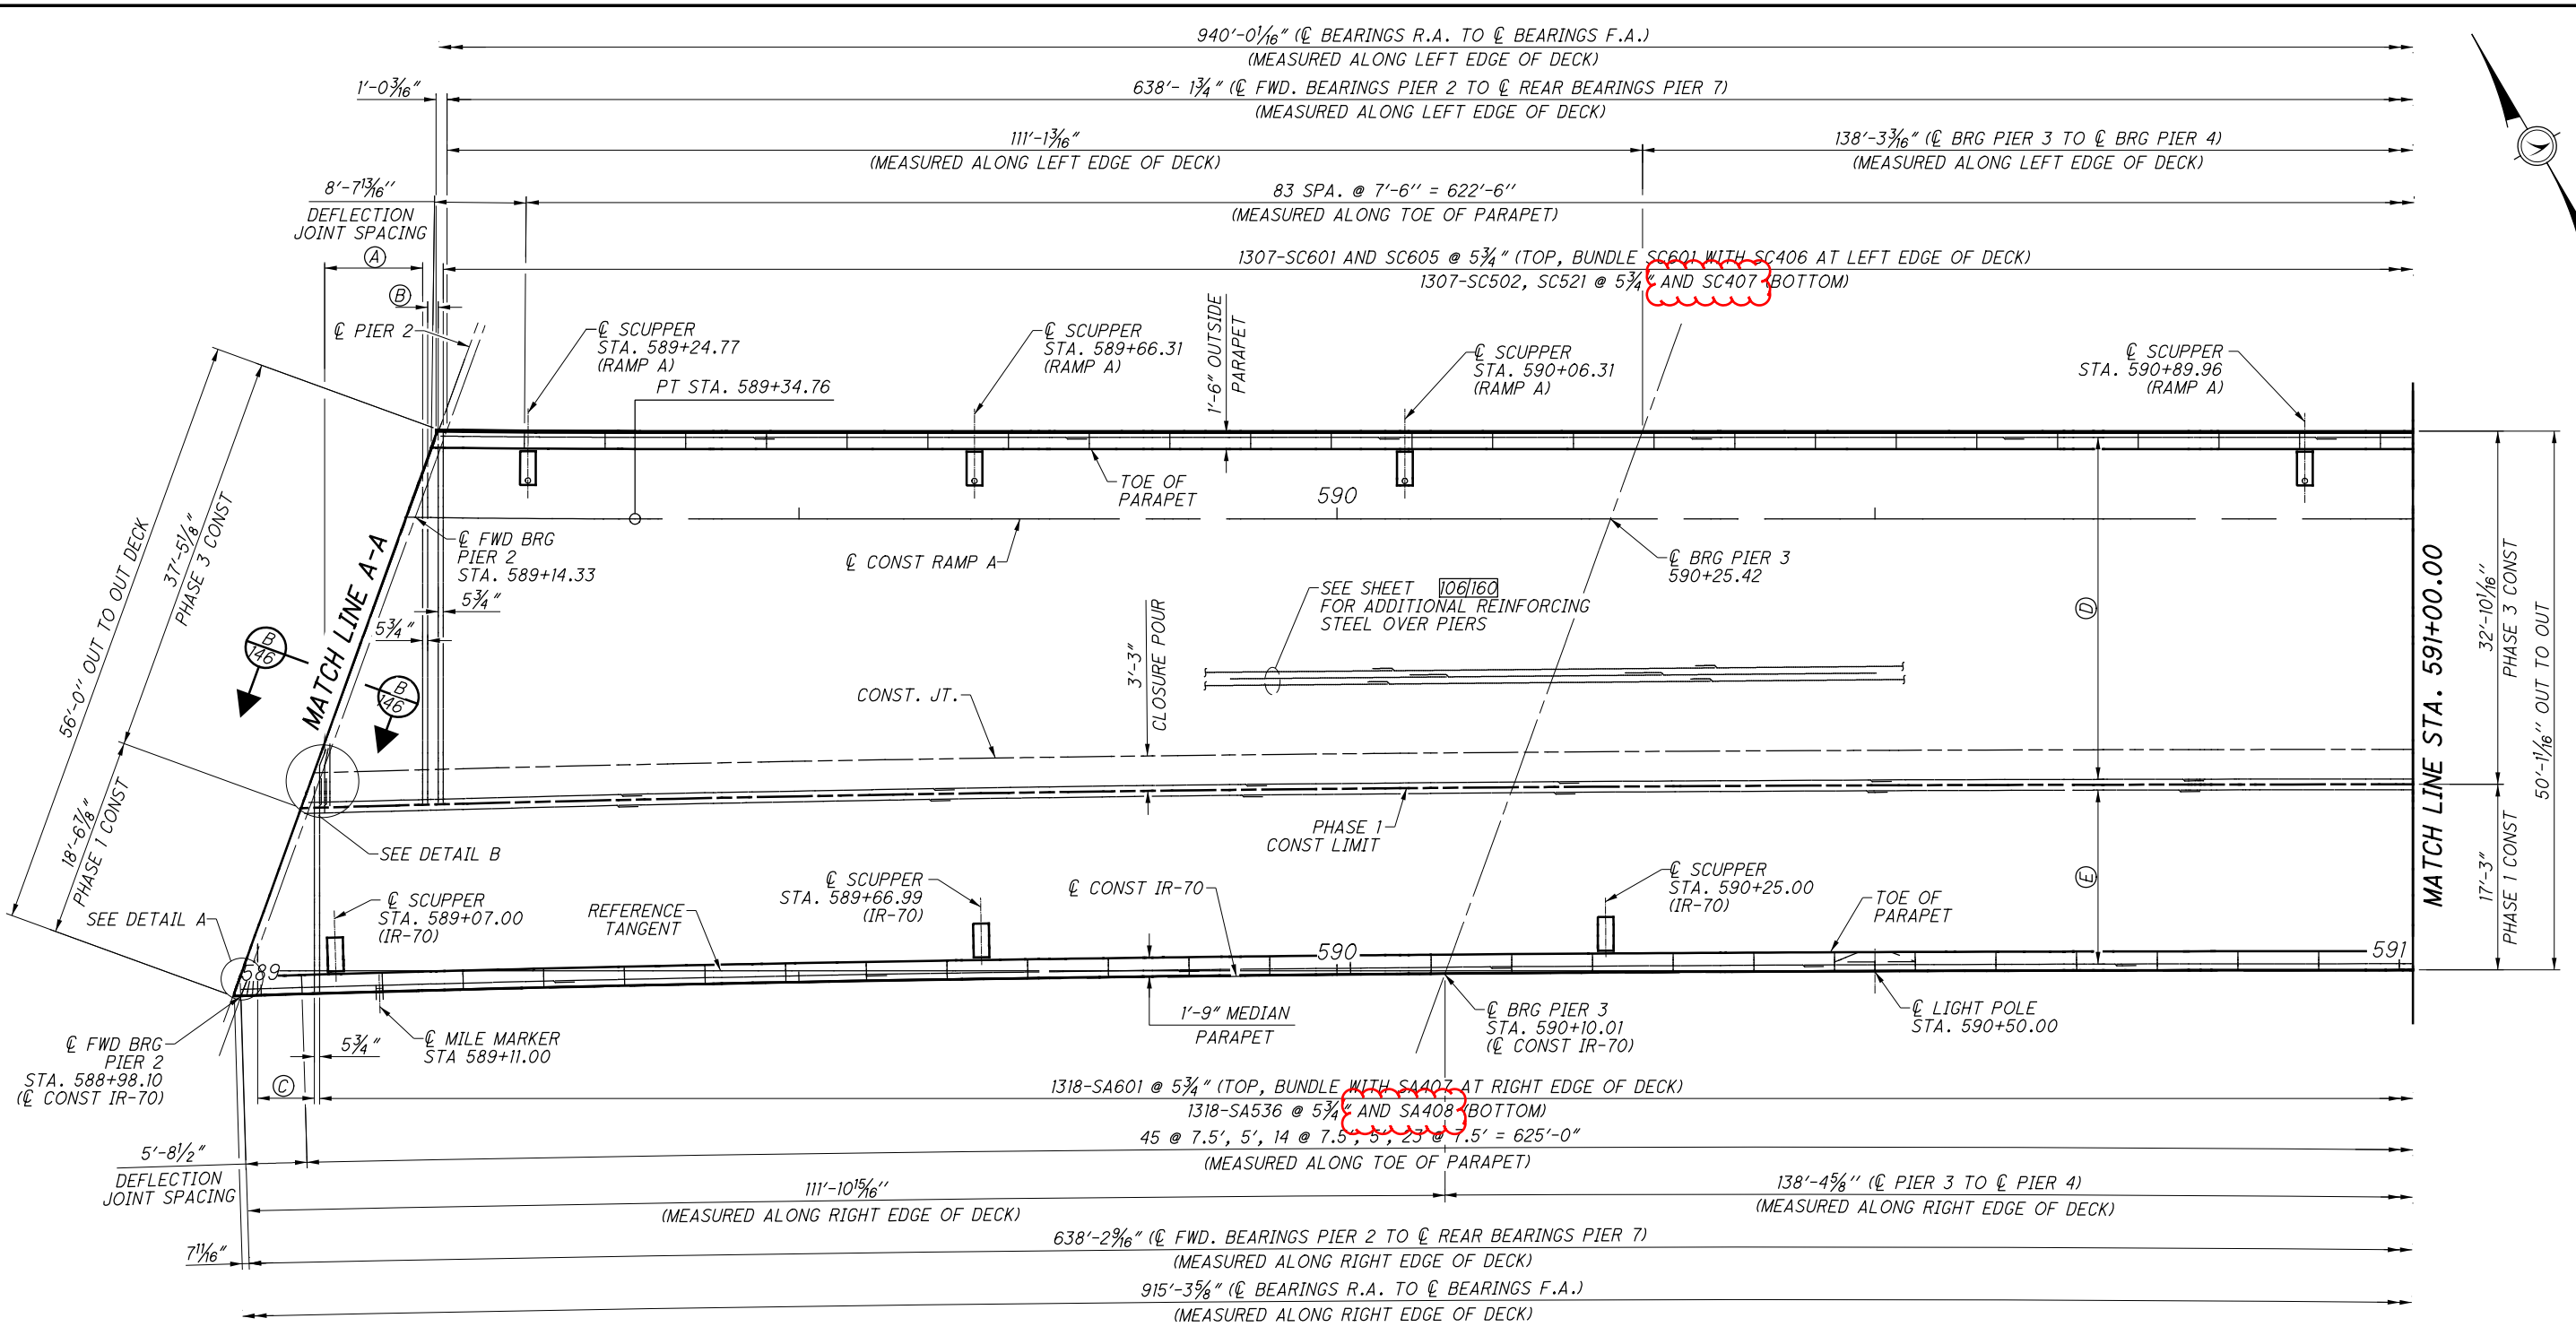 940'-0 1/16" (℄ BEARINGS R.A. TO ℄ BEARINGS F.A.)
(MEASURED ALONG LEFT EDGE OF DECK)
1'-0 3/16"
638'- 1 3/4" (℄ FWD. BEARINGS PIER 2 TO ℄ REAR BEARINGS PIER 7)
(MEASURED ALONG LEFT EDGE OF DECK)
111'-1 3/16"
(MEASURED ALONG LEFT EDGE OF DECK)
138'-3 3/16" (℄ BRG PIER 3 TO ℄ BRG PIER 4)
(MEASURED ALONG LEFT EDGE OF DECK)
8'-7 13/16''
DEFLECTION
JOINT SPACING
83 SPA. @ 7'-6'' = 622'-6''
(MEASURED ALONG TOE OF PARAPET)
A
1307-SC601 AND SC605 @ 5 3/4" (TOP, BUNDLE SC601 WITH SC406 AT LEFT EDGE OF DECK)
1307-SC502, SC521 @ 5 3/4" AND SC407 (BOTTOM)
B
℄ PIER 2
℄ SCUPPER
STA. 589+24.77
(RAMP A)
PT STA. 589+34.76
℄ SCUPPER
STA. 589+66.31
(RAMP A)
1'-6" OUTSIDE
PARAPET
℄ SCUPPER
STA. 590+06.31
(RAMP A)
℄ SCUPPER
STA. 590+89.96
(RAMP A)
TOE OF
PARAPET
590
℄ FWD BRG
PIER 2
STA. 589+14.33
℄ CONST RAMP A
℄ BRG PIER 3
590+25.42
56'-0'' OUT TO OUT DECK
37'-5 1/8"
PHASE 3 CONST
18'-6 7/8"
PHASE 1 CONST
MATCH LINE A-A
5 3/4"
5 3/4"
B
146
B
146
SEE SHEET 106/160
FOR ADDITIONAL REINFORCING
STEEL OVER PIERS
3'-3"
CLOSURE POUR
CONST. JT.
D
MATCH LINE STA. 591+00.00
32'-10 1/16''
PHASE 3 CONST
50'-1 1/16'' OUT TO OUT
17'-3"
PHASE 1 CONST
PHASE 1
CONST LIMIT
SEE DETAIL B
E
SEE DETAIL A
℄ SCUPPER
STA. 589+07.00
(IR-70)
REFERENCE
TANGENT
℄ SCUPPER
STA. 589+66.99
(IR-70)
℄ CONST IR-70
℄ SCUPPER
STA. 590+25.00
(IR-70)
TOE OF
PARAPET
589
590
591
℄ FWD BRG
PIER 2
STA. 588+98.10
(℄ CONST IR-70)
5 3/4"
℄ MILE MARKER
STA 589+11.00
1'-9" MEDIAN
PARAPET
℄ BRG PIER 3
STA. 590+10.01
(℄ CONST IR-70)
℄ LIGHT POLE
STA. 590+50.00
C
1318-SA601 @ 5 3/4" (TOP, BUNDLE WITH SA407 AT RIGHT EDGE OF DECK)
1318-SA536 @ 5 3/4" AND SA408 (BOTTOM)
45 @ 7.5', 5', 14 @ 7.5', 5', 23 @ 7.5' = 625'-0"
(MEASURED ALONG TOE OF PARAPET)
5'-8 1/2"
DEFLECTION
JOINT SPACING
111'-10 15/16''
(MEASURED ALONG RIGHT EDGE OF DECK)
138'-4 5/8'' (℄ PIER 3 TO ℄ PIER 4)
(MEASURED ALONG RIGHT EDGE OF DECK)
7 11/16"
638'-2 9/16" (℄ FWD. BEARINGS PIER 2 TO ℄ REAR BEARINGS PIER 7)
(MEASURED ALONG RIGHT EDGE OF DECK)
915'-3 5/8" (℄ BEARINGS R.A. TO ℄ BEARINGS F.A.)
(MEASURED ALONG RIGHT EDGE OF DECK)